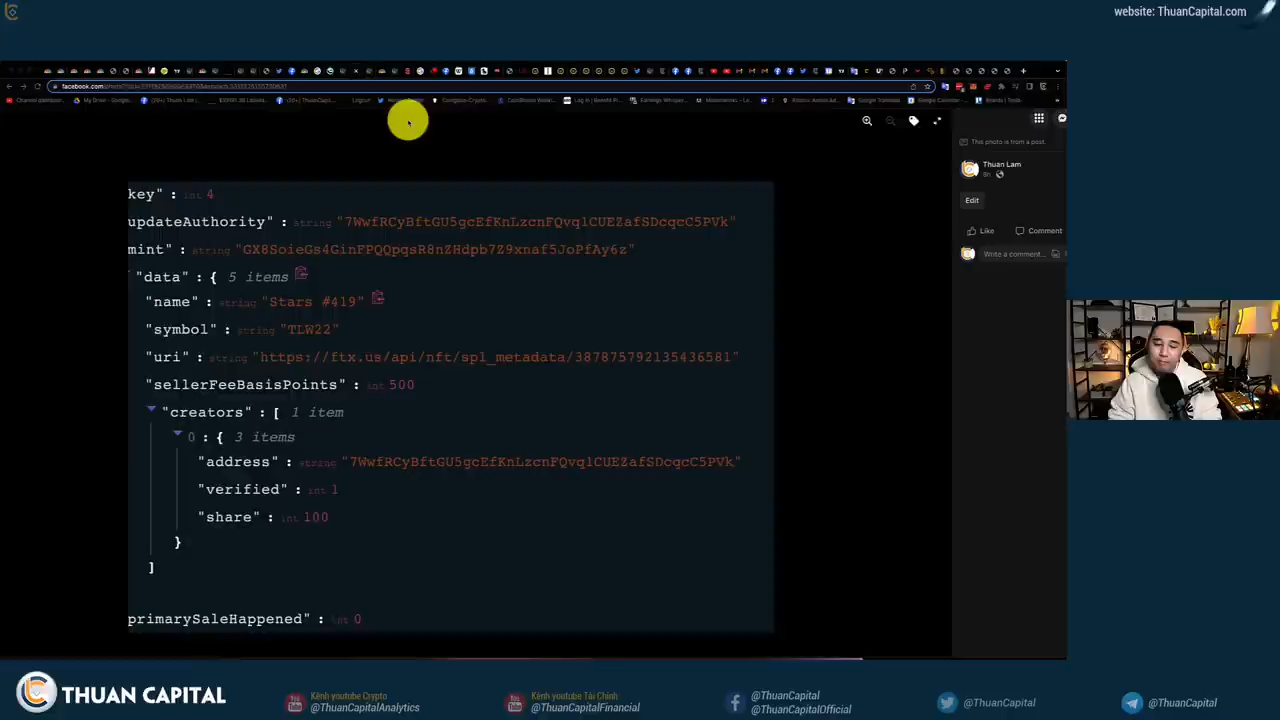 website: ThuanCapital.com
This photo is from a post.
Thuan Lam
8h
Edit
Like
Comment
Write a comment...
key" : int 4
updateAuthority" : string "7WwfRCyBftGU5gcEfKnLzcnFQvq1CUEZafSDcqcC5PVk"
mint" : string "GX8SoieGs4GinFPQQpqsR8nZHdpb7Z9xnaf5JoPfAy6z"
"data" : { 5 items
"name" : string "Stars #419"
"symbol" : string "TLW22"
"uri" : string "https://ftx.us/api/nft/spl_metadata/387875792135436581"
"sellerFeeBasisPoints" : int 500
"creators" : [ 1 item
0 : { 3 items
"address" : string "7WwfRCyBftGU5gcEfKnLzcnFQvq1CUEZafSDcqcC5PVk"
"verified" : int 1
"share" : int 100
}
]
primarySaleHappened" : int 0
THUAN CAPITAL
Kênh youtube Crypto
@ThuanCapitalAnalytics
Kênh youtube Tài Chính
@ThuanCapitalFinancial
@ThuanCapital
@ThuanCapitalOfficial
@ThuanCapital
@ThuanCapital